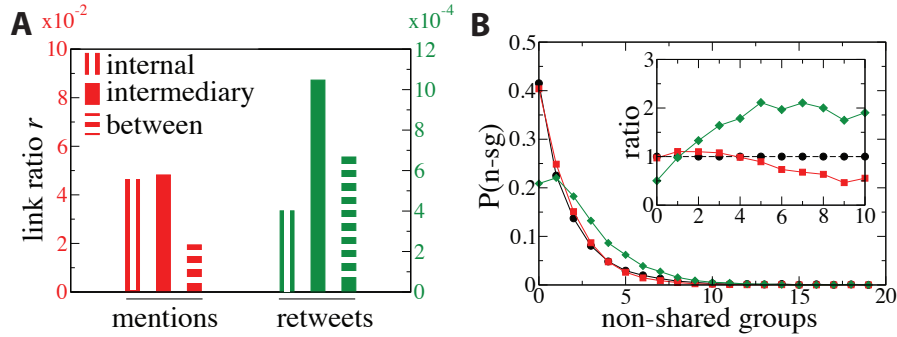 A
x10⁻²
x10⁻⁴
10
8
6
4
2
0
link ratio r
internal
intermediary
between
12
10
8
6
4
2
0
mentions
retweets
B
0.5
0.4
0.3
0.2
0.1
0
P(n-sg)
0 5 10 15 20
non-shared groups
3
2
1
0
ratio
0 2 4 6 8 10